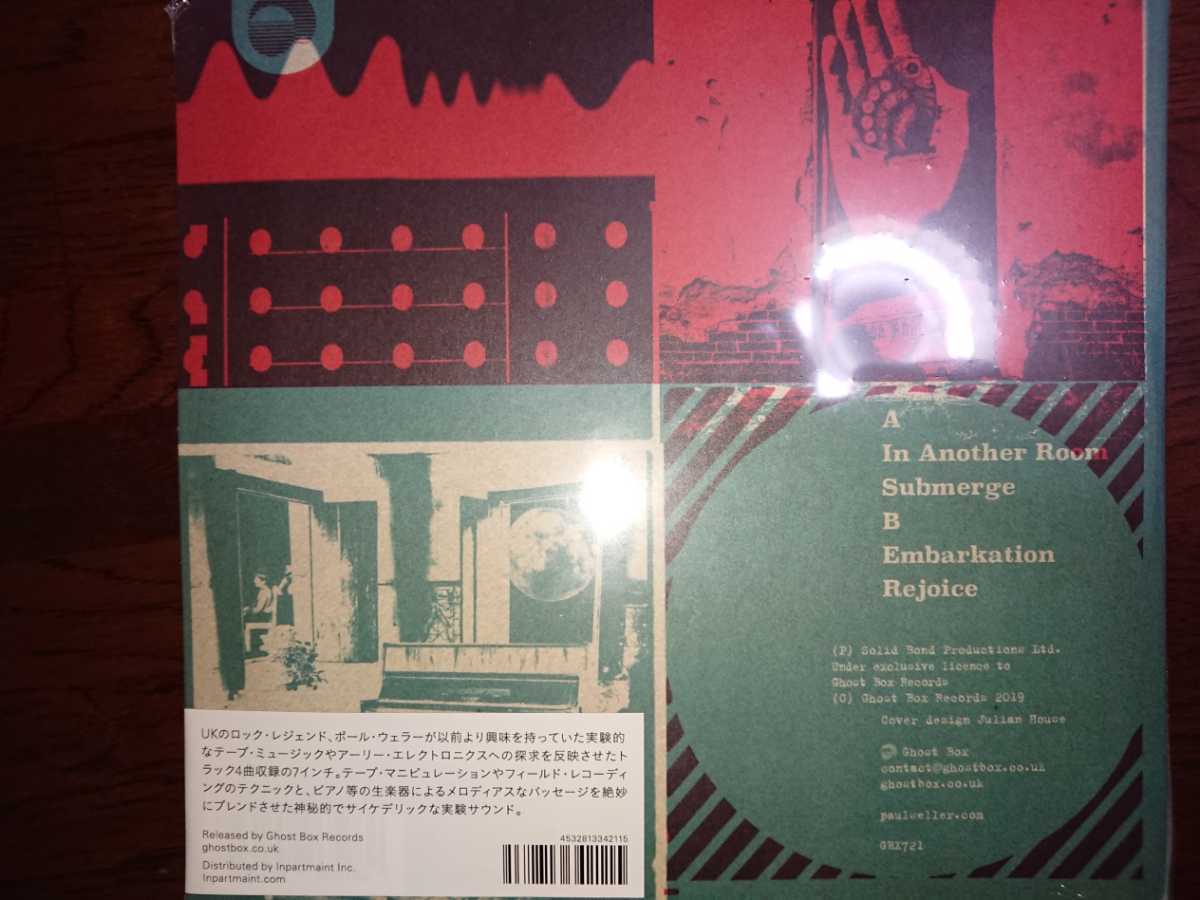 A
In Another Room
Submerge
B
Embarkation
Rejoice
(P) Solid Bond Productions Ltd.
Under exclusive licence to
Ghost Box Records
(C) Ghost Box Records 2019
Cover design Julian House
Ghost Box
contact@ghostbox.co.uk
ghostbox.co.uk
paulweller.com
GBX721
UKのロック・レジェンド、ポール・ウェラーが以前より興味を持っていた実験的
なテープ・ミュージックやアーリー・エレクトロニクスへの探求を反映させたト
ラック4曲収録の7インチ。テープ・マニピュレーションやフィールド・レコーディ
ングのテクニックと、ピアノ等の生楽器によるメロディアスなパッセージを絶妙
にブレンドさせた神秘的でサイケデリックな実験サウンド。
Released by Ghost Box Records
ghostbox.co.uk
Distributed by Inpartmaint Inc.
Inpartmaint.com
4532813342115